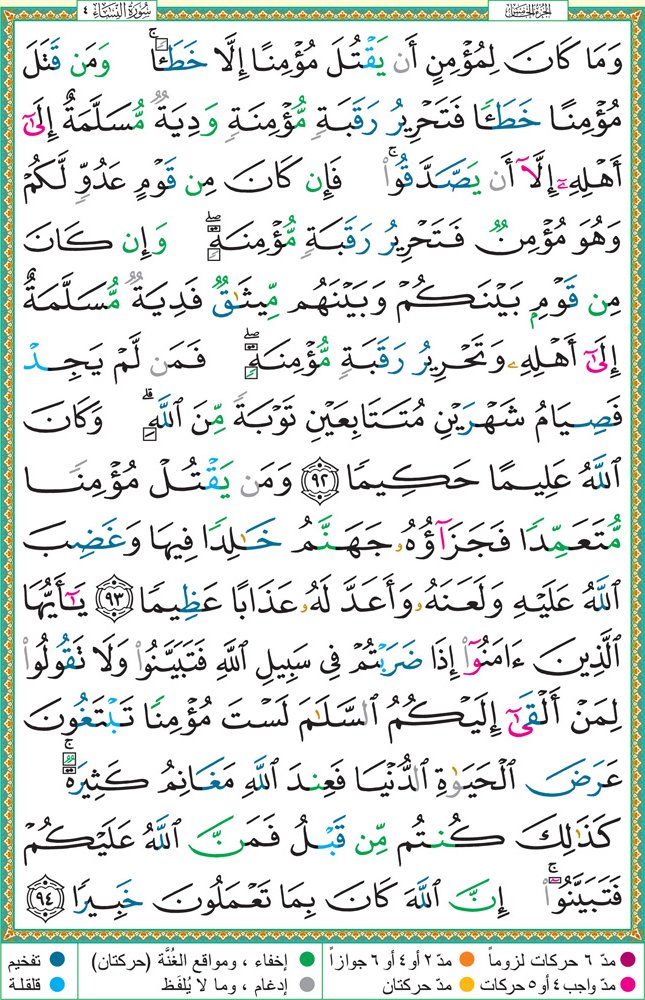 سُورَةُ النِّسَاءِ ٤
الجزء الخامس
وَمَا كَانَ لِمُؤْمِنٍ أَن يَقْتُلَ مُؤْمِنًا إِلَّا خَطَـًٔا ۚ وَمَن قَتَلَ
مُؤْمِنًا خَطَـًٔا فَتَحْرِيرُ رَقَبَةٍ مُّؤْمِنَةٍ وَدِيَةٌ مُّسَلَّمَةٌ إِلَىٰٓ
أَهْلِهِۦٓ إِلَّآ أَن يَصَّدَّقُوا۟ ۚ فَإِن كَانَ مِن قَوْمٍ عَدُوٍّ لَّكُمْ
وَهُوَ مُؤْمِنٌ فَتَحْرِيرُ رَقَبَةٍ مُّؤْمِنَةٍ ۖ وَإِن كَانَ
مِن قَوْمٍۭ بَيْنَكُمْ وَبَيْنَهُم مِّيثَـٰقٌ فَدِيَةٌ مُّسَلَّمَةٌ
إِلَىٰٓ أَهْلِهِۦ وَتَحْرِيرُ رَقَبَةٍ مُّؤْمِنَةٍ ۖ فَمَن لَّمْ يَجِدْ
فَصِيَامُ شَهْرَيْنِ مُتَتَابِعَيْنِ تَوْبَةً مِّنَ ٱللَّهِ ۗ وَكَانَ
ٱللَّهُ عَلِيمًا حَكِيمًا ٩٢ وَمَن يَقْتُلْ مُؤْمِنًا
مُّتَعَمِّدًا فَجَزَآؤُهُۥ جَهَنَّمُ خَـٰلِدًا فِيهَا وَغَضِبَ
ٱللَّهُ عَلَيْهِ وَلَعَنَهُۥ وَأَعَدَّ لَهُۥ عَذَابًا عَظِيمًا ٩٣ يَـٰٓأَيُّهَا
ٱلَّذِينَ ءَامَنُوٓا۟ إِذَا ضَرَبْتُمْ فِى سَبِيلِ ٱللَّهِ فَتَبَيَّنُوا۟ وَلَا تَقُولُوا۟
لِمَنْ أَلْقَىٰٓ إِلَيْكُمُ ٱلسَّلَـٰمَ لَسْتَ مُؤْمِنًا تَبْتَغُونَ
عَرَضَ ٱلْحَيَوٰةِ ٱلدُّنْيَا فَعِندَ ٱللَّهِ مَغَانِمُ كَثِيرَةٌ ۚ
كَذَٰلِكَ كُنتُم مِّن قَبْلُ فَمَنَّ ٱللَّهُ عَلَيْكُمْ
فَتَبَيَّنُوٓا۟ ۚ إِنَّ ٱللَّهَ كَانَ بِمَا تَعْمَلُونَ خَبِيرًا ٩٤
مدّ ٦ حركات لزوماً مدّ ٢ أو ٤ أو ٦ جوازاً إخفاء ، ومواقع الغُنَّة (حركتان) تفخيم
مدّ واجب ٤ أو ٥ حركات مدّ حركتان إدغام ، وما لا يُلفَظ قلقلة